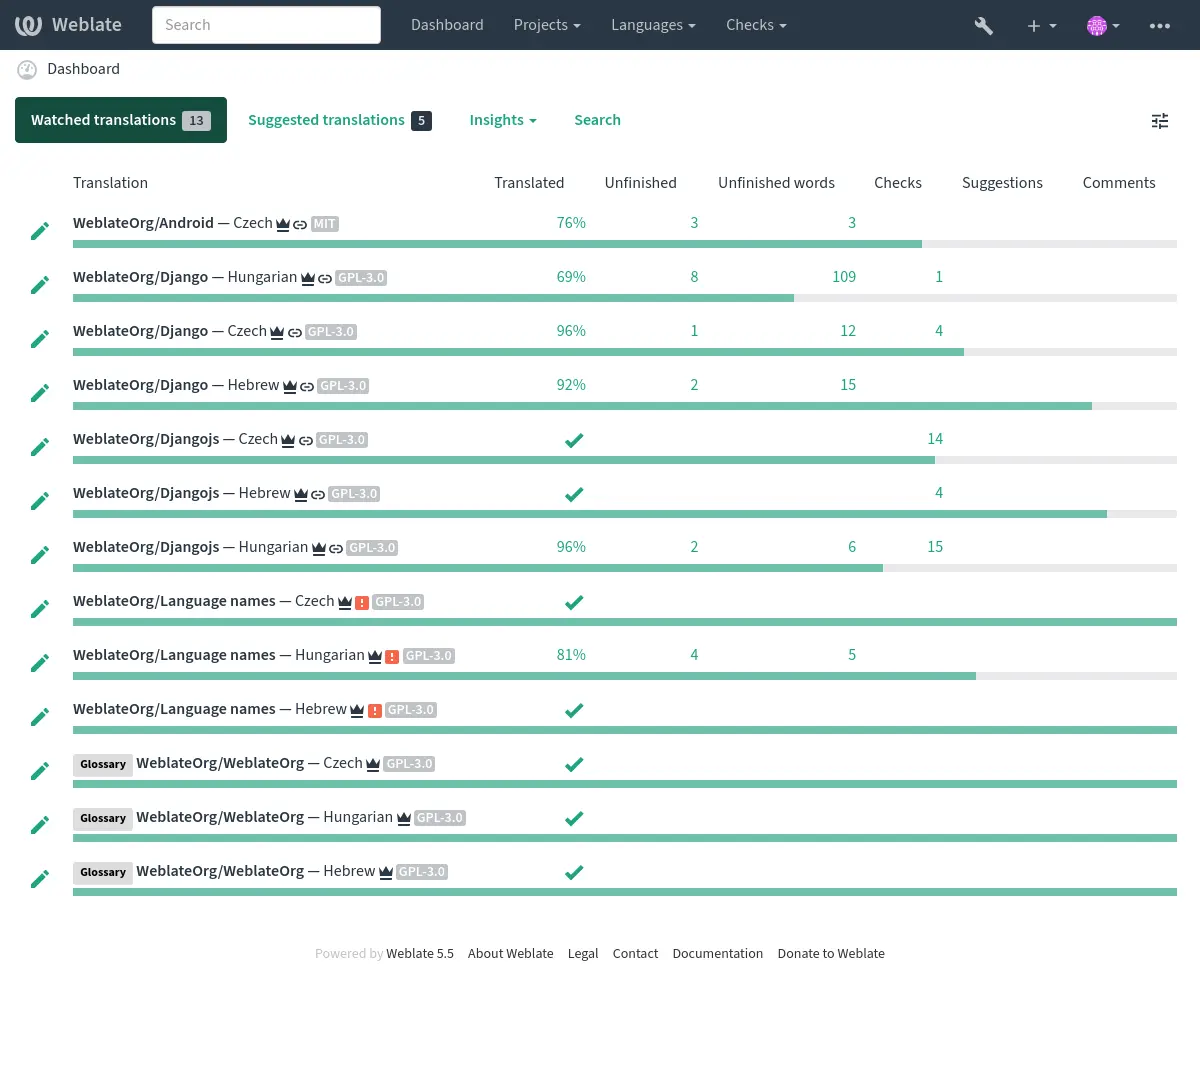 Weblate Search Dashboard Projects Languages Checks
Dashboard
Watched translations 13 Suggested translations 5 Insights Search
Translation Translated Unfinished Unfinished words Checks Suggestions Comments
WeblateOrg/Android — Czech MIT 76% 3 3
WeblateOrg/Django — Hungarian GPL-3.0 69% 8 109 1
WeblateOrg/Django — Czech GPL-3.0 96% 1 12 4
WeblateOrg/Django — Hebrew GPL-3.0 92% 2 15
WeblateOrg/Djangojs — Czech GPL-3.0 14
WeblateOrg/Djangojs — Hebrew GPL-3.0 4
WeblateOrg/Djangojs — Hungarian GPL-3.0 96% 2 6 15
WeblateOrg/Language names — Czech GPL-3.0
WeblateOrg/Language names — Hungarian GPL-3.0 81% 4 5
WeblateOrg/Language names — Hebrew GPL-3.0
Glossary WeblateOrg/WeblateOrg — Czech GPL-3.0
Glossary WeblateOrg/WeblateOrg — Hungarian GPL-3.0
Glossary WeblateOrg/WeblateOrg — Hebrew GPL-3.0
Powered by Weblate 5.5 About Weblate Legal Contact Documentation Donate to Weblate